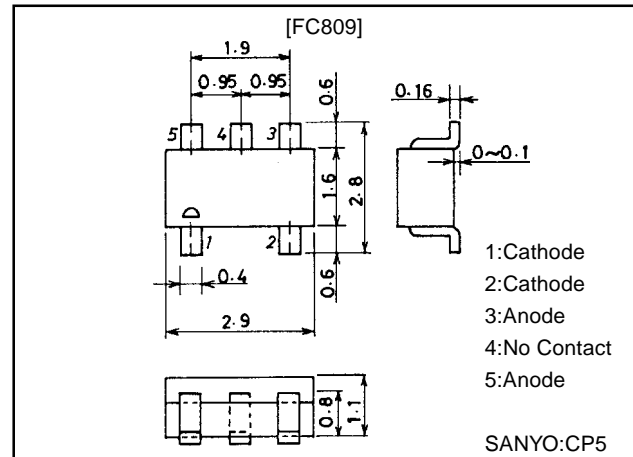 [FC809]
1.9
0.95 0.95
0.6
0.16
5 4 3
0~0.1
1.6
2.8
1 2
0.6
0.4
2.9
1:Cathode
2:Cathode
3:Anode
4:No Contact
5:Anode
0.8
1.1
SANYO:CP5